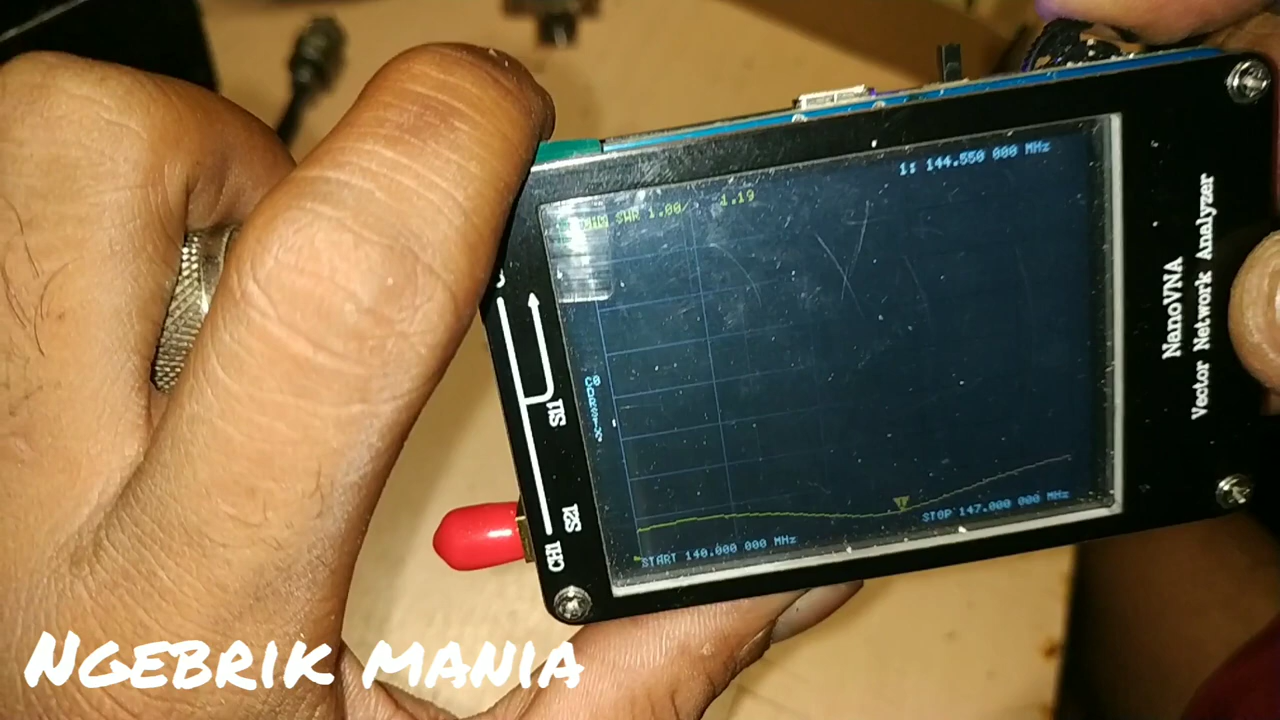 1: 144.550 000 MHz
SWR 1.00/ 1.19
C0
START 140.000 000 MHz
STOP 147.000 000 MHz
S11
S21
CH1
NanoVNA
Vector Network Analyzer
NGEBRIK MANIA